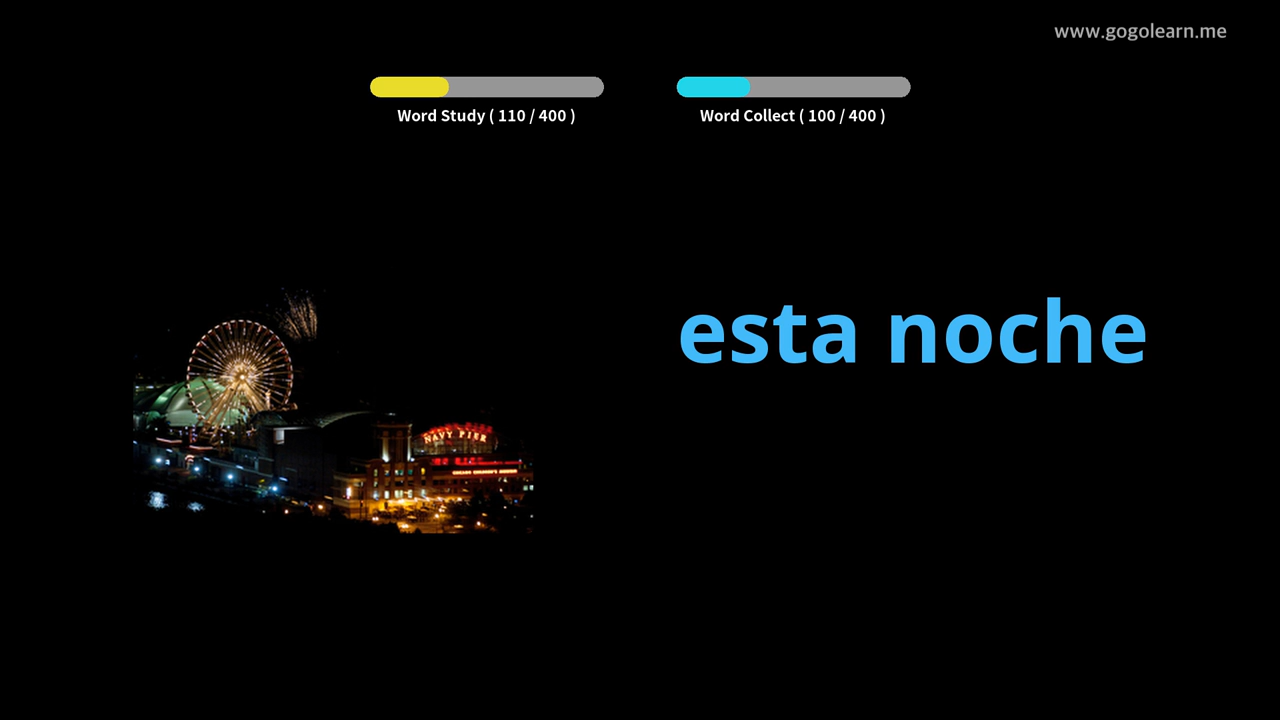 www.gogolearn.me
Word Study ( 110 / 400 )
Word Collect ( 100 / 400 )
esta noche
NAVY PIER